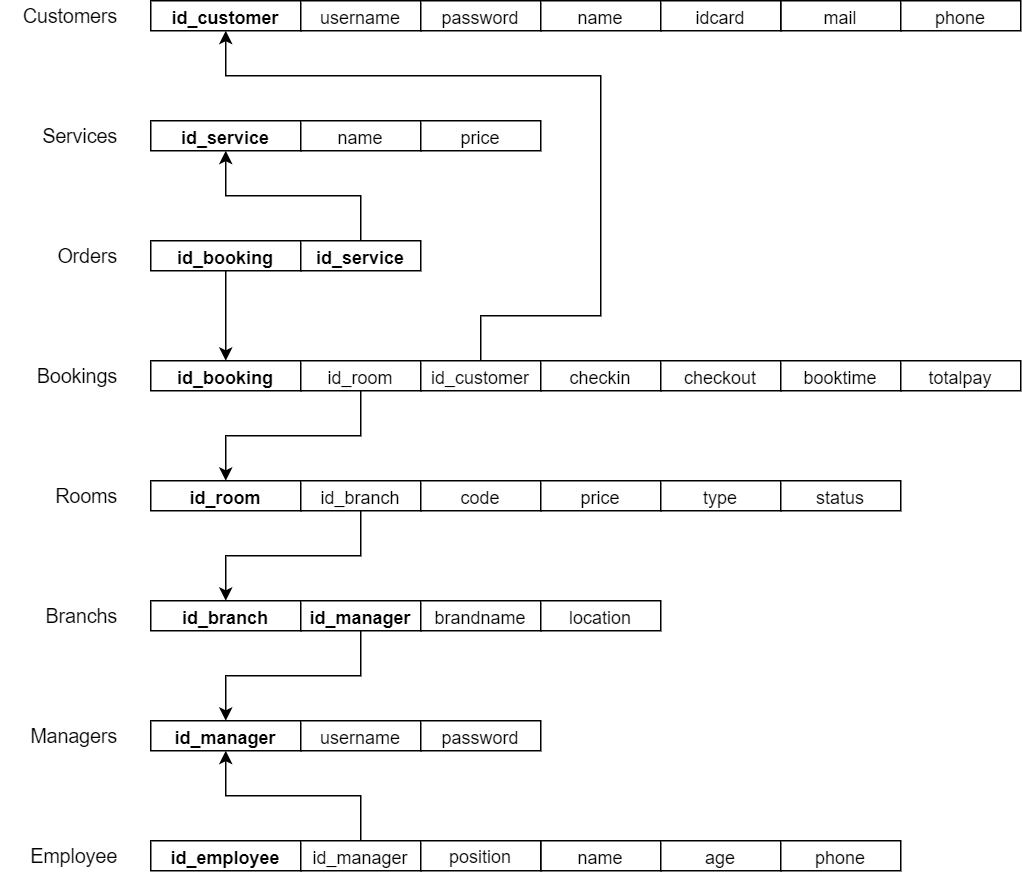 Customers id_customer username password name idcard mail phone
Services id_service name price
Orders id_booking id_service
Bookings id_booking id_room id_customer checkin checkout booktime totalpay
Rooms id_room id_branch code price type status
Branchs id_branch id_manager brandname location
Managers id_manager username password
Employee id_employee id_manager position name age phone